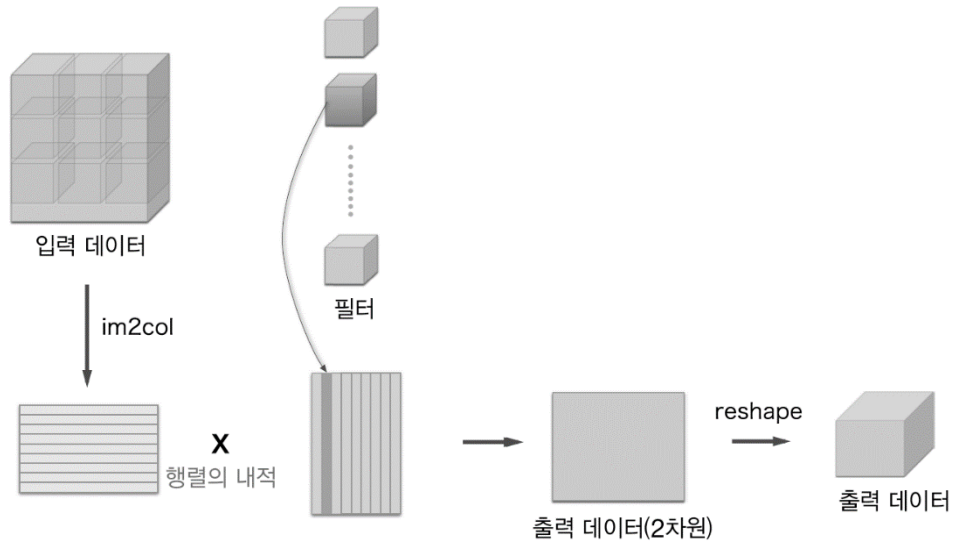 입력 데이터
필터
im2col
X
행렬의 내적
reshape
출력 데이터(2차원)
출력 데이터